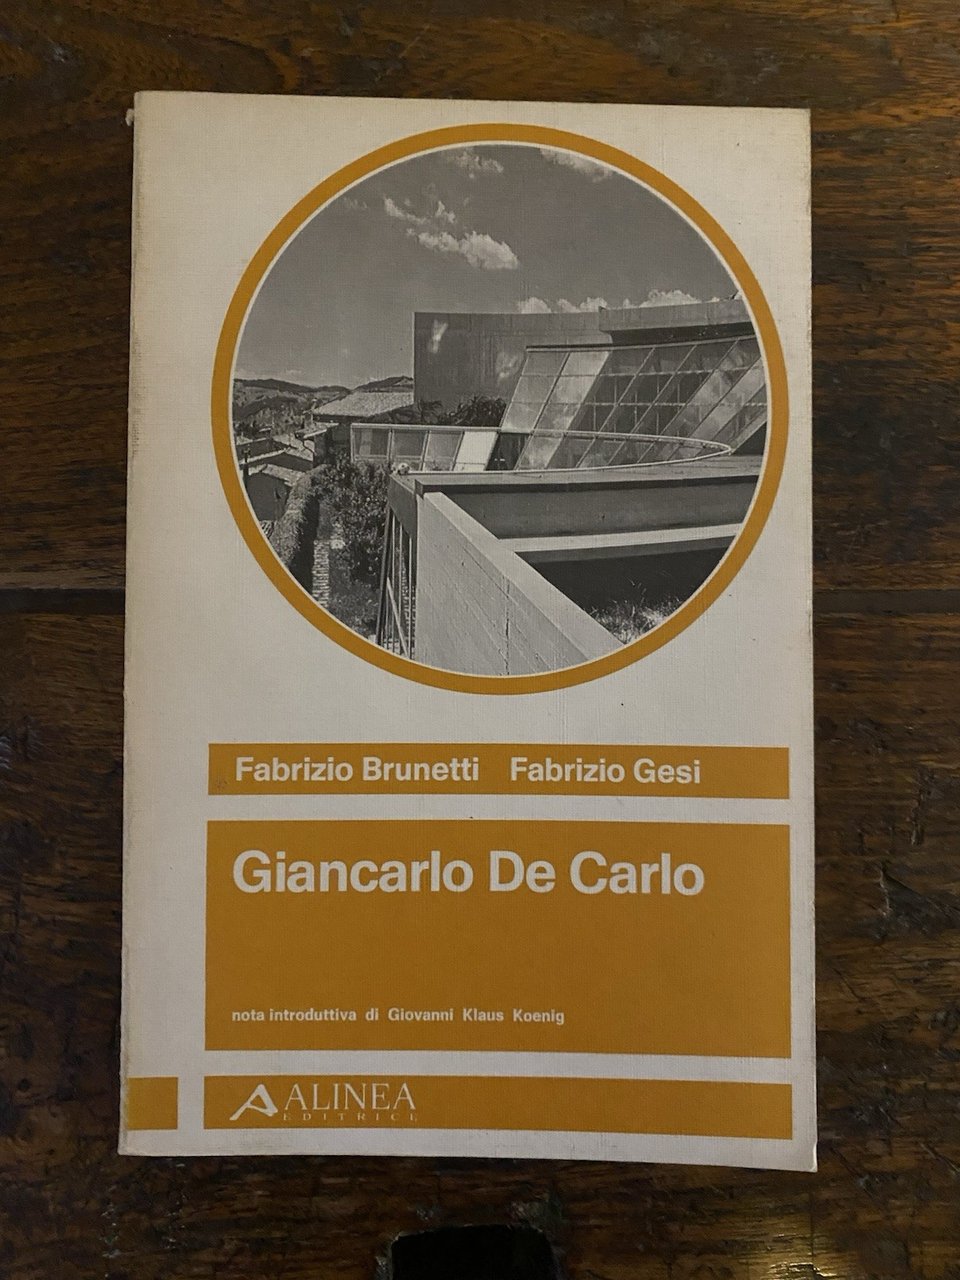 Fabrizio Brunetti Fabrizio Gesi
Giancarlo De Carlo
nota introduttiva di Giovanni Klaus Koenig
ALINEA
EDITRICE